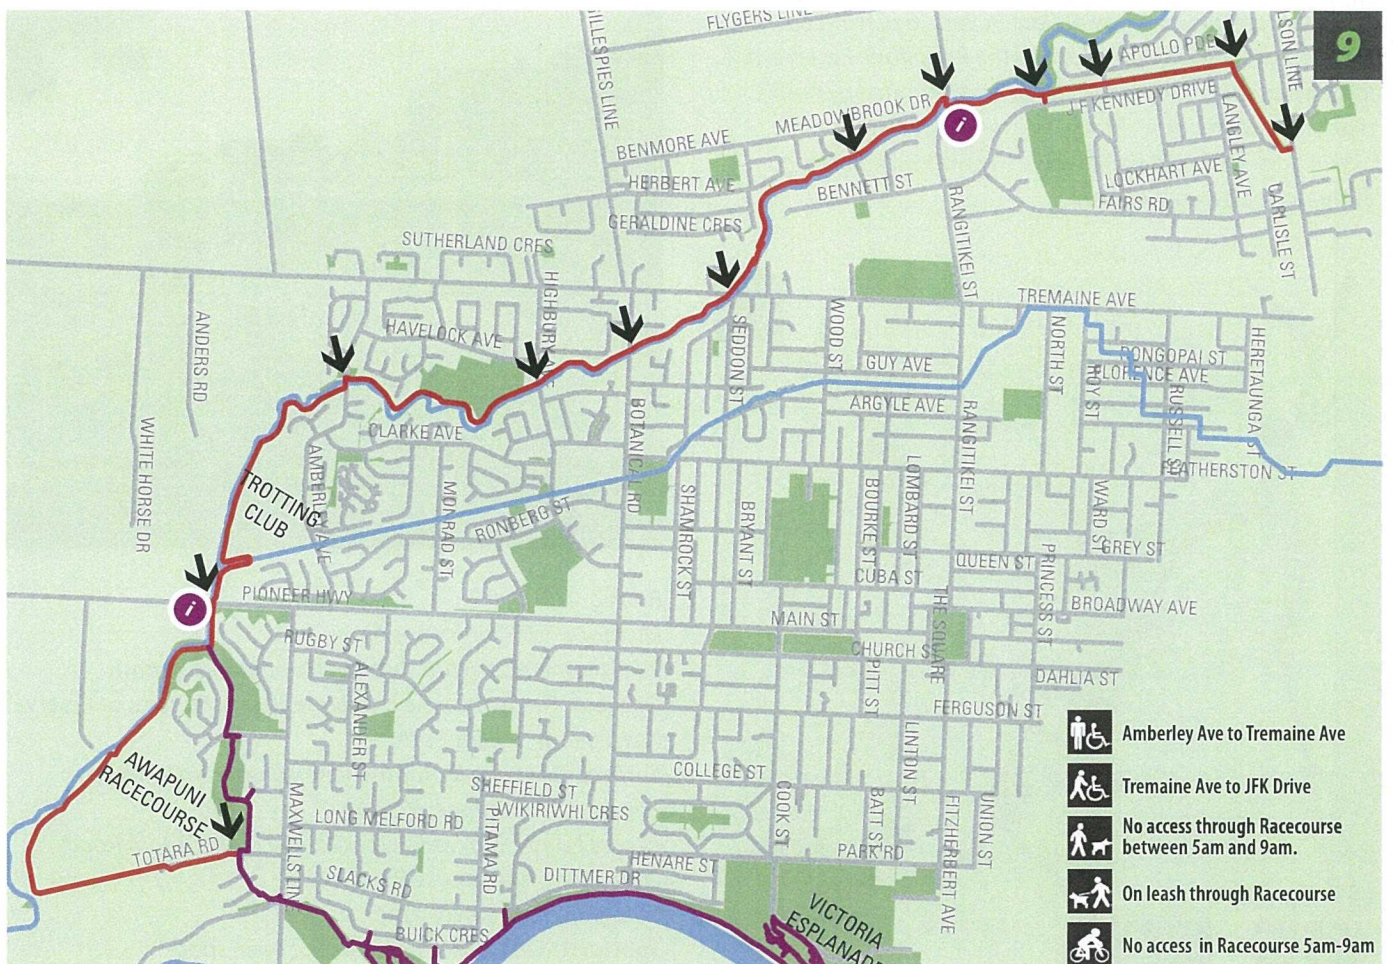 9
FLYGERS LINE
GILLESPIES LINE
APOLLO PDE
MEADOWBROOK DR
J F KENNEDY DRIVE
BENMORE AVE
LANGLEY AVE
LOCKHART AVE
HERBERT AVE
BENNETT ST
FAIRS RD
RANGITIKEI ST
CARLISLE ST
GERALDINE CRES
SUTHERLAND CRES
TREMAINE AVE
HAVELOCK AVE
ANDERS RD
SEDDON ST
WOOD ST
GUY AVE
NORTH ST
RONGOPAI ST
FLORENCE AVE
HERETAUNGA ST
ROY ST
RUSSELL ST
ARGYLE AVE
RANGITIKEI ST
WHITE HORSE DR
CLARKE AVE
BOTANICAL RD
AMBERLEY AVE
FEATHERSTON ST
TROTTING
CLUB
MONRAD ST
RONBERG ST
SHAMROCK ST
BRYANT ST
BOURKE ST
LOMBARD ST
WARD ST
GREY ST
QUEEN ST
CUBA ST
PRINCESS ST
i
PIONEER HWY
MAIN ST
THE SQUARE
BROADWAY AVE
RUGBY ST
CHURCH ST
ALEXANDER ST
PITT ST
DAHLIA ST
FERGUSON ST
i
Amberley Ave to Tremaine Ave
AWAPUNI
RACECOURSE
COLLEGE ST
LINTON ST
SHEFFIELD ST
MAXWELLS LINE
COOK ST
Tremaine Ave to JFK Drive
WIKIRIWHI CRES
LONG MELFORD RD
PITAMA RD
BATT ST
FITZHERBERT AVE
UNION ST
No access through Racecourse
between 5am and 9am.
TOTARA RD
PARK RD
HENARE ST
SLACKS RD
DITTMER DR
On leash through Racecourse
VICTORIA
ESPLANADE
BUICK CRES
No access in Racecourse 5am-9am